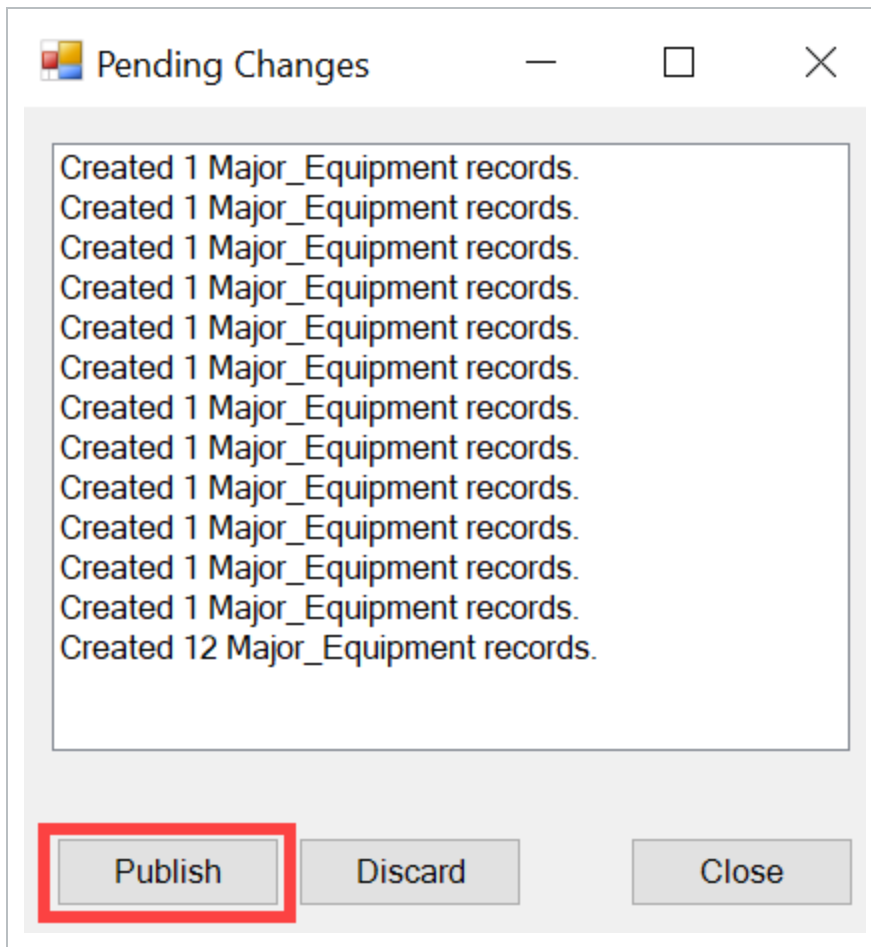 Pending Changes
Created 1 Major_Equipment records.
Created 1 Major_Equipment records.
Created 1 Major_Equipment records.
Created 1 Major_Equipment records.
Created 1 Major_Equipment records.
Created 1 Major_Equipment records.
Created 1 Major_Equipment records.
Created 1 Major_Equipment records.
Created 1 Major_Equipment records.
Created 1 Major_Equipment records.
Created 1 Major_Equipment records.
Created 1 Major_Equipment records.
Created 12 Major_Equipment records.
Publish Discard Close